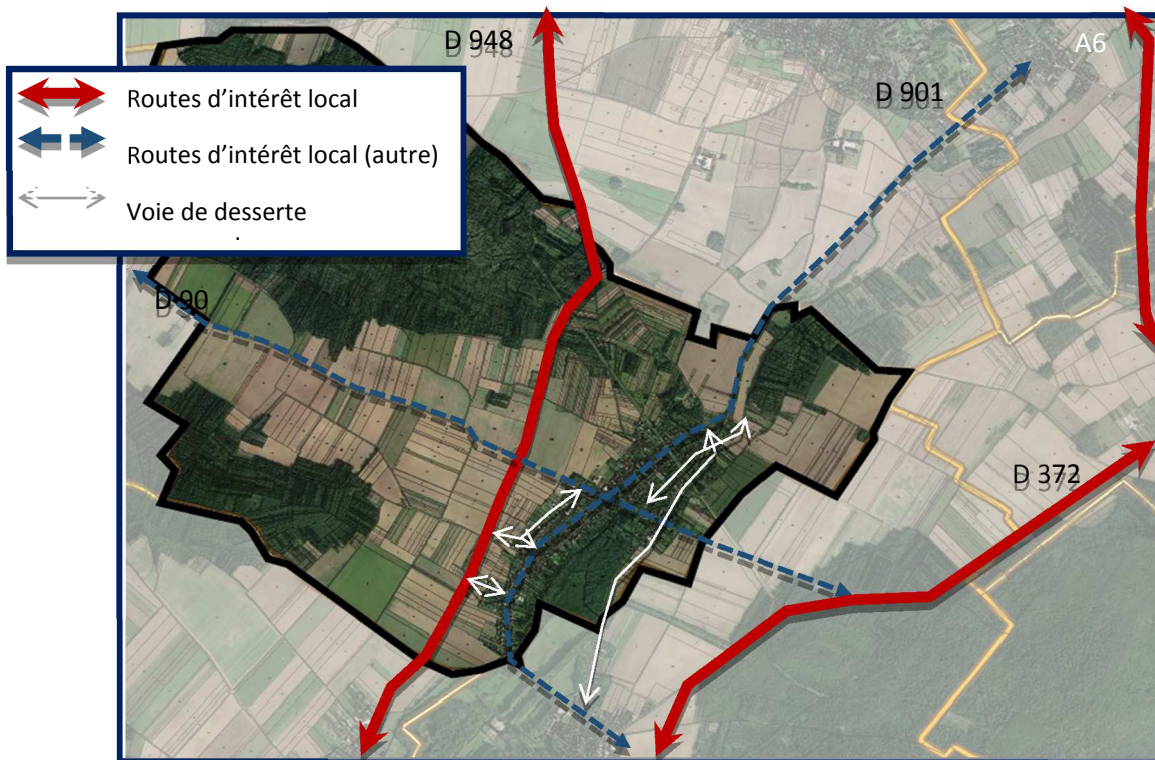 D 948
A6
Routes d’intérêt local
D 901
Routes d’intérêt local (autre)
Voie de desserte
D 90
D 372